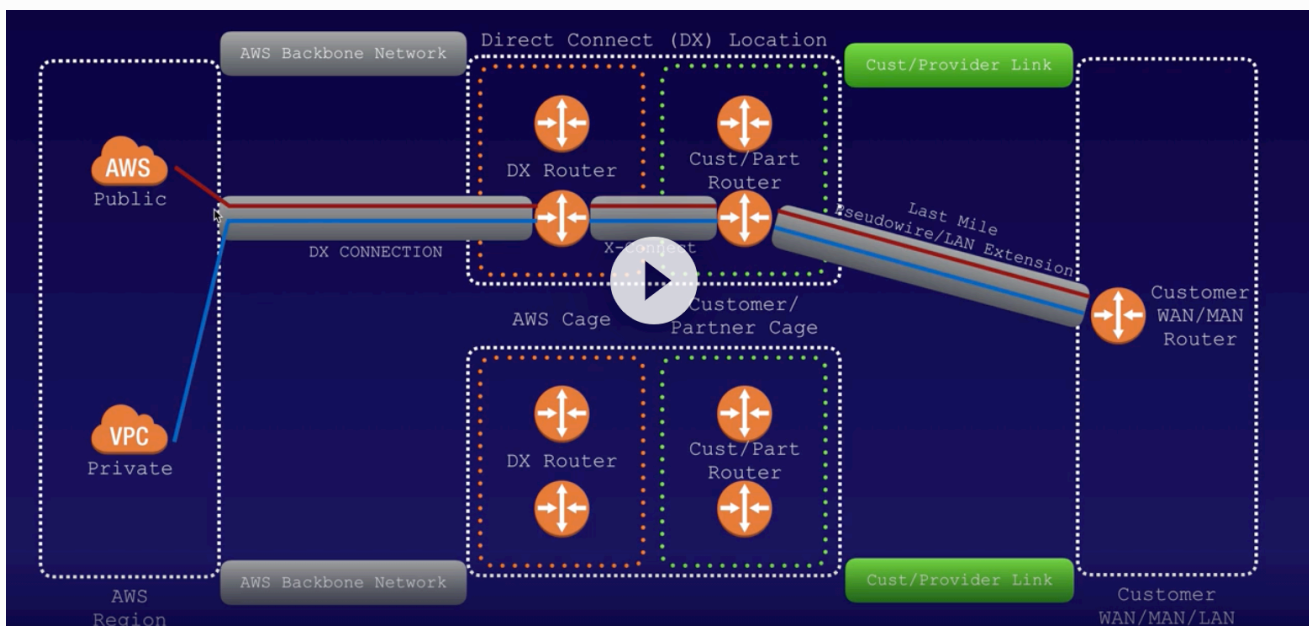 AWS Backbone Network
Direct Connect (DX) Location
Cust/Provider Link
AWS
Public
DX Router
Cust/Part
Router
DX CONNECTION
X-Connect
Last Mile
Pseudowire/LAN Extension
Customer
WAN/MAN
Router
AWS Cage
Customer/
Partner Cage
VPC
Private
DX Router
Cust/Part
Router
AWS Backbone Network
Cust/Provider Link
AWS
Region
Customer
WAN/MAN/LAN